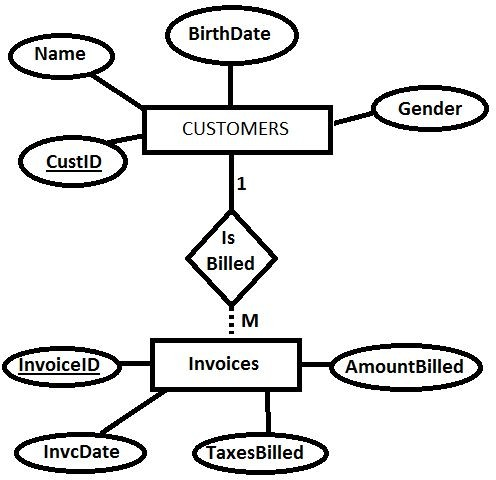 BirthDate
Name
Gender
CUSTOMERS
CustID
1
Is
Billed
M
InvoiceID
Invoices
AmountBilled
InvcDate
TaxesBilled